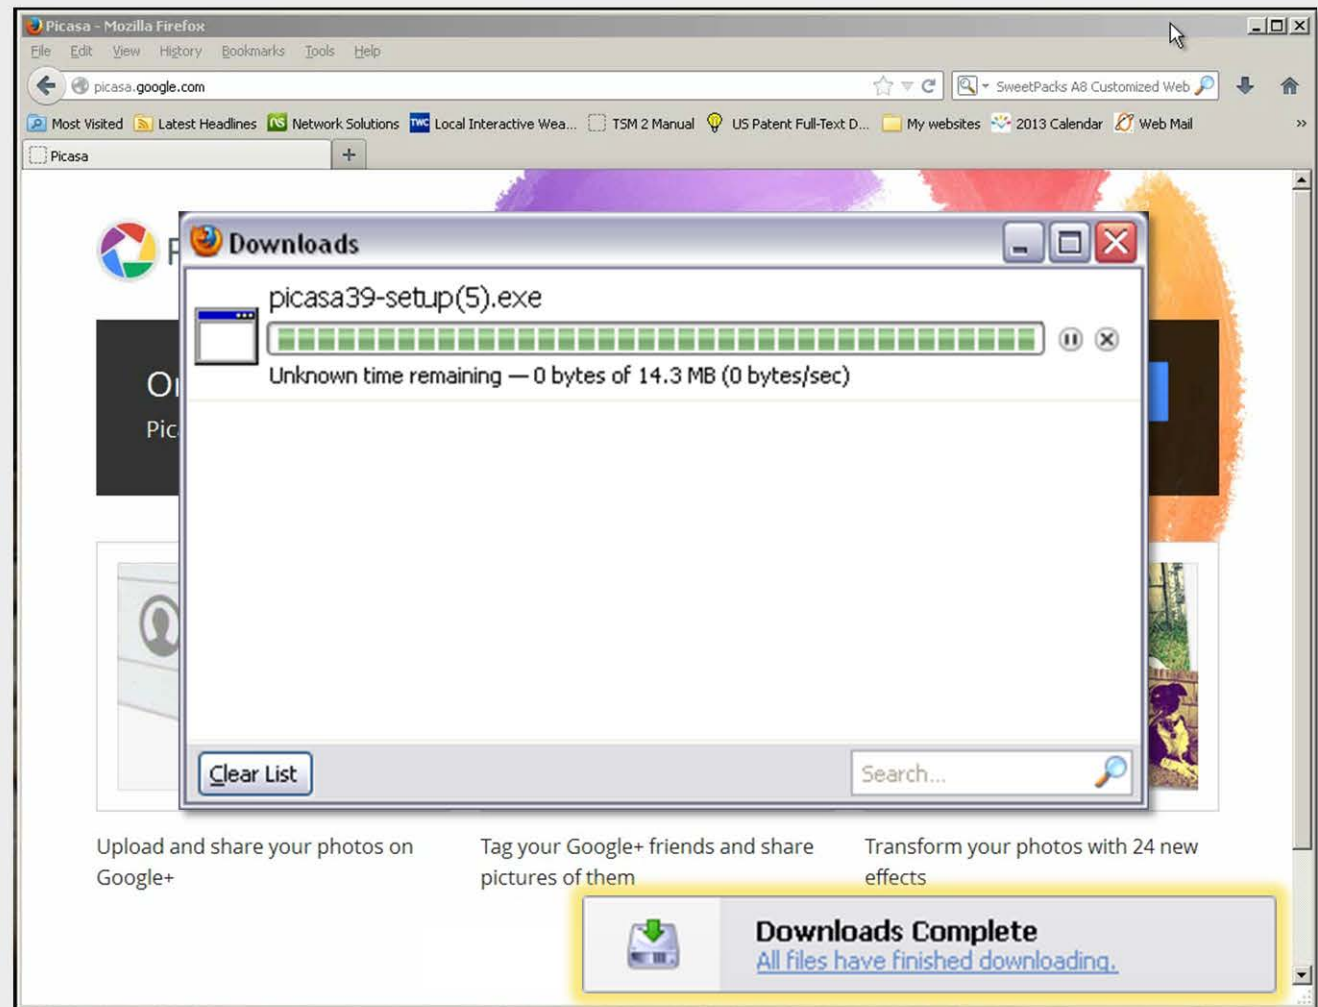 Picasa - Mozilla Firefox
File Edit View History Bookmarks Tools Help
picasa.google.com
SweetPacks A8 Customized Web
Most Visited Latest Headlines NS Network Solutions TWC Local Interactive Wea... TSM 2 Manual US Patent Full-Text D... My websites 2013 Calendar Web Mail »
Picasa +
P
Downloads
picasa39-setup(5).exe
Unknown time remaining — 0 bytes of 14.3 MB (0 bytes/sec)
Or
Pic
Clear List
Search...
Upload and share your photos on
Google+
Tag your Google+ friends and share
pictures of them
Transform your photos with 24 new
effects
Downloads Complete
All files have finished downloading.